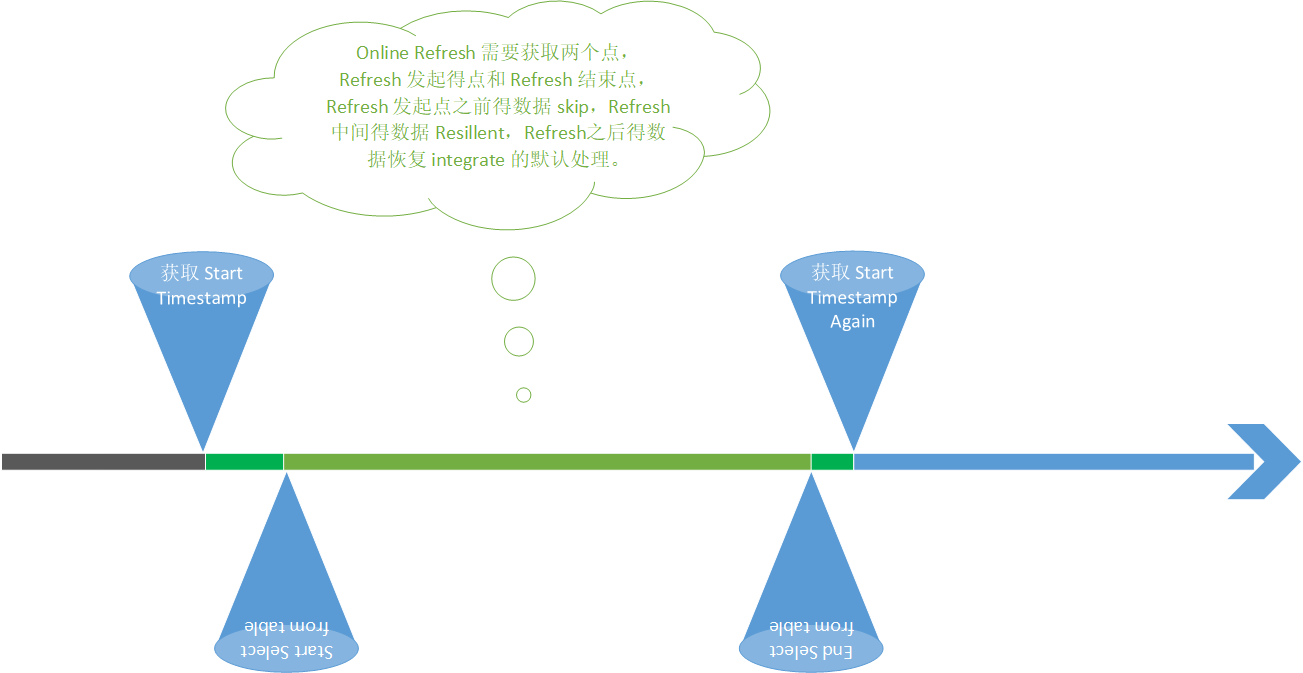 Online Refresh 需要获取两个点，
Refresh 发起得点和 Refresh 结束点，
Refresh 发起点之前得数据 skip，Refresh
中间得数据 Resillent，Refresh之后得数
据恢复 integrate 的默认处理。
获取 Start
Timestamp
获取 Start
Timestamp
Again
Start Select
from table
End Select
from table